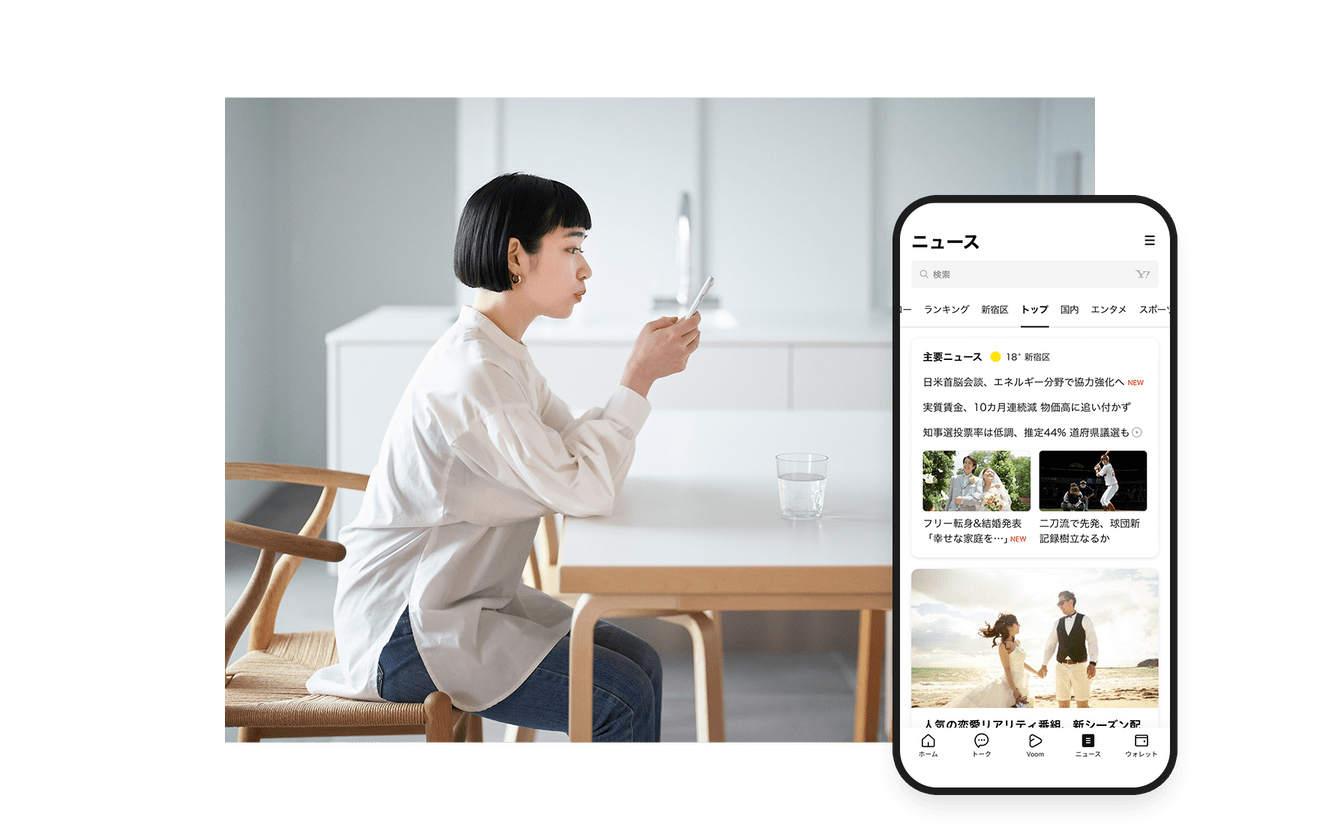 ニュース
検索
Y!
ロー ランキング 新宿区 トップ 国内 エンタメ スポーツ
主要ニュース 18° 新宿区
日米首脳会談、エネルギー分野で協力強化へ NEW
実質賃金、10カ月連続減 物価高に追い付かず
知事選投票率は低調、推定44% 道府県議選も
フリー転身&結婚発表
「幸せな家庭を…」NEW
二刀流で先発、球団新
記録樹立なるか
人気の恋愛リアリティ番組、新シーズン配
ホーム トーク Voom ニュース ウォレット